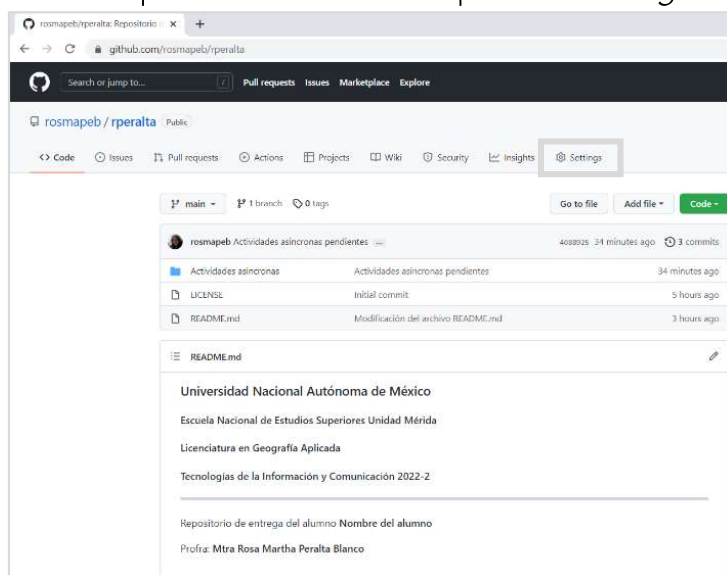 rosmapeb/rperalta: Repositorio
github.com/rosmapeb/rperalta
Search or jump to...
/
Pull requests Issues Marketplace Explore
rosmapeb / rperalta Public
Code Issues Pull requests Actions Projects Wiki Security Insights Settings
main 1 branch 0 tags Go to file Add file Code
rosmapeb Actividades asincronas pendientes ... 34 minutes ago 3 commits
Actividades asincronas Actividades asincronas pendientes 34 minutes ago
LICENSE Initial commit 5 hours ago
README.md Modificación del archivo README.md 3 hours ago
README.md
Universidad Nacional Autónoma de México
Escuela Nacional de Estudios Superiores Unidad Mérida
Licenciatura en Geografía Aplicada
Tecnologías de la Información y Comunicación 2022-2
Repositorio de entrega del alumno Nombre del alumno
Profra: Mtra Rosa Martha Peralta Blanco